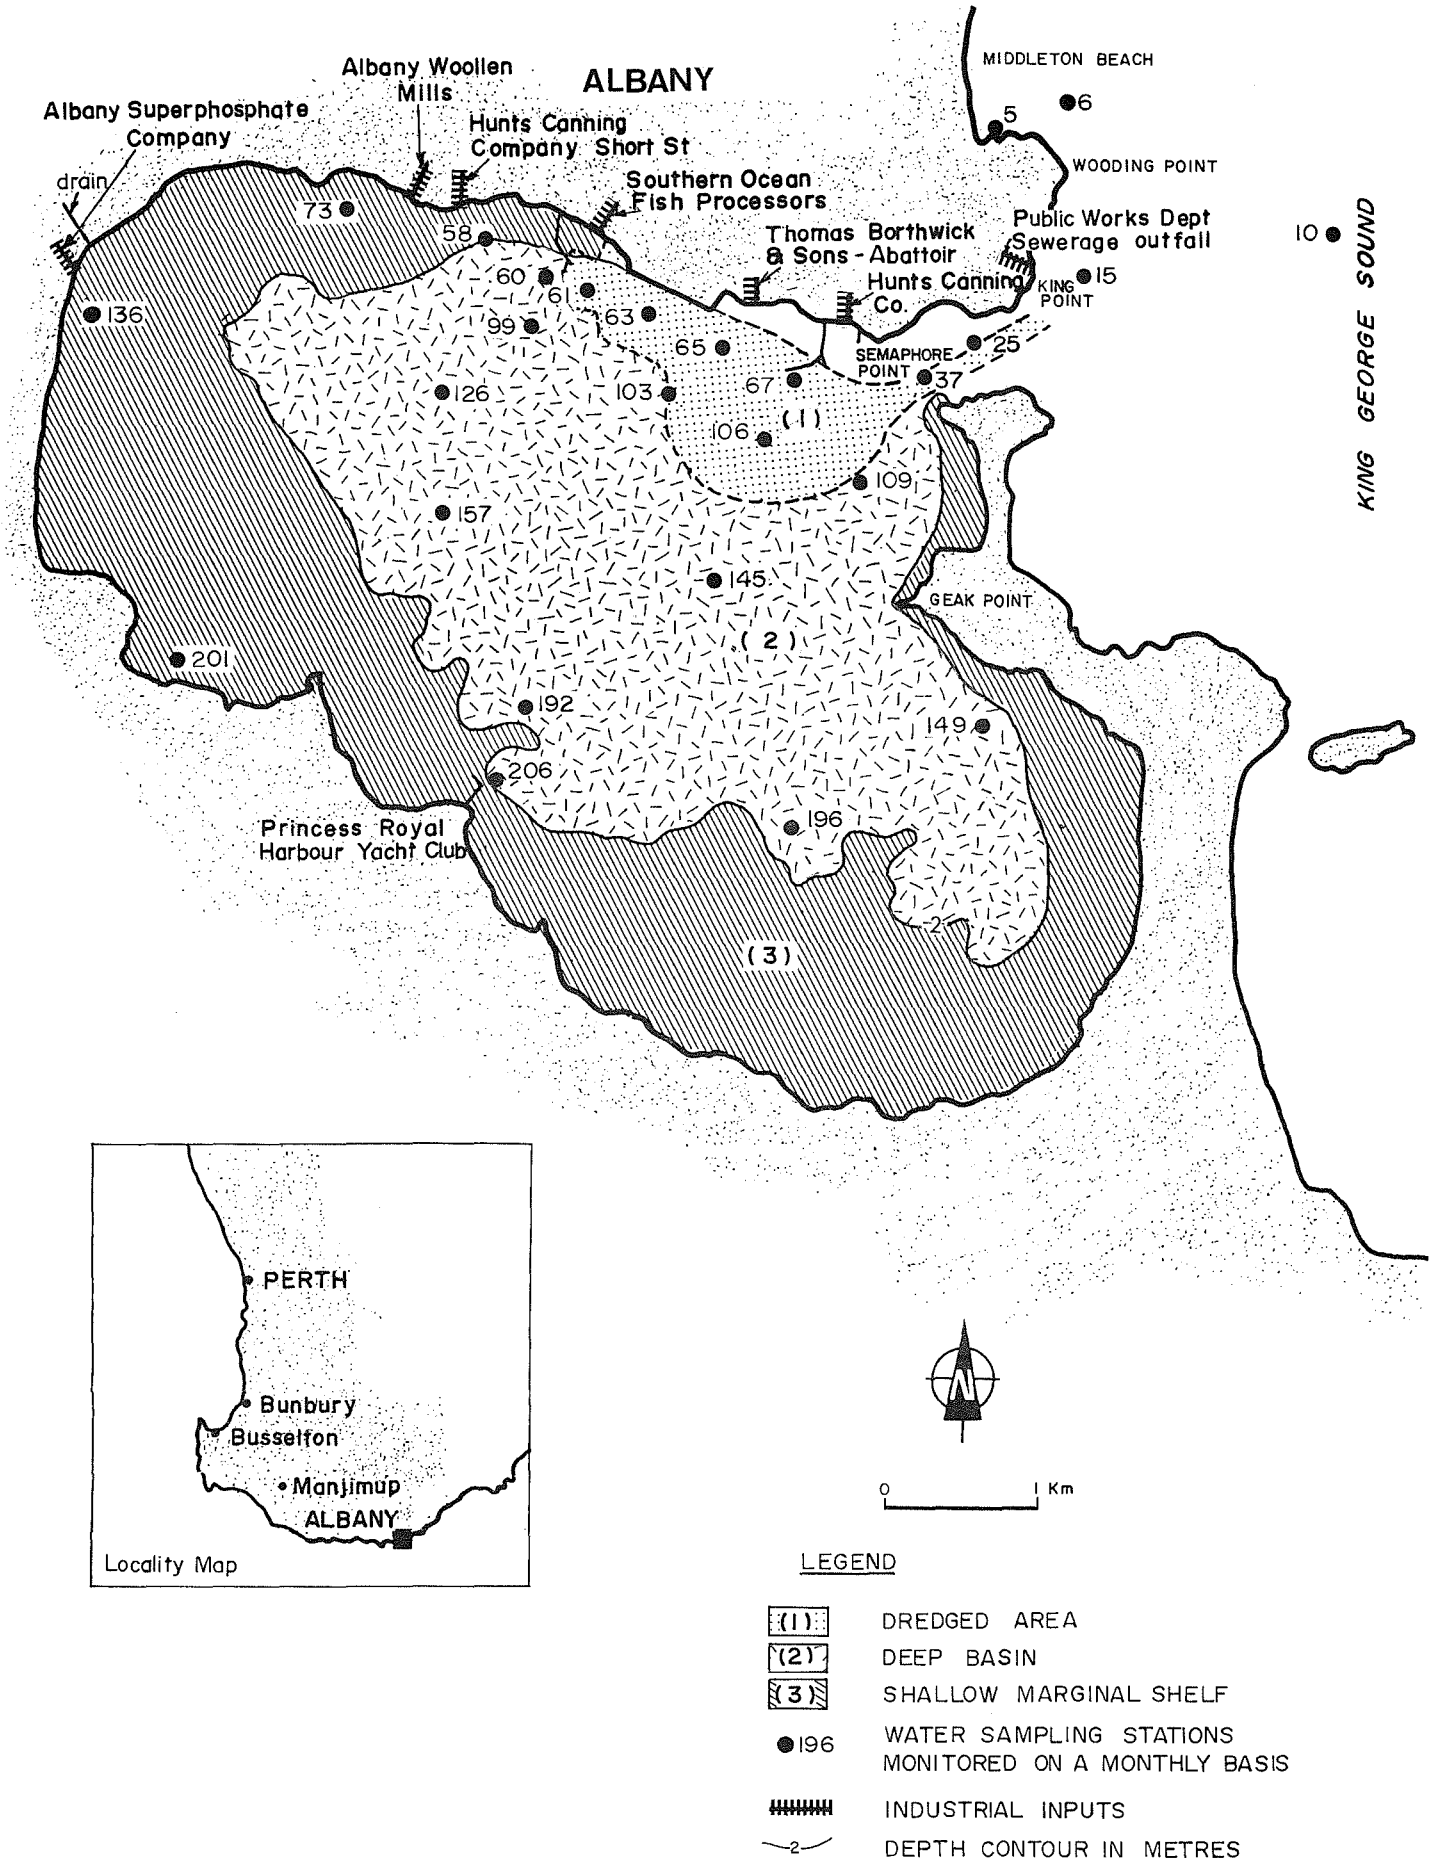 ALBANY
MIDDLETON BEACH
6
5
WOODING POINT
Albany Woollen
Mills
Albany Superphosphate
Company
Hunts Canning
Company Short St
drain
Southern Ocean
Fish Processors
Thomas Borthwick
& Sons - Abattoir
Hunts Canning
Co.
Public Works Dept
Sewerage outfall
10
15
KING
POINT
KING GEORGE SOUND
73
58
60
61
136
63
99
65
SEMAPHORE
POINT
25
37
67
126
103
106
(1)
109
157
145
GEAK POINT
(2)
201
192
149
206
196
Princess Royal
Harbour Yacht Club
2
(3)
PERTH
Bunbury
Busselton
Manjimup
ALBANY
Locality Map
N
0 1 Km
LEGEND
(1) DREDGED AREA
(2) DEEP BASIN
(3) SHALLOW MARGINAL SHELF
196 WATER SAMPLING STATIONS
MONITORED ON A MONTHLY BASIS
INDUSTRIAL INPUTS
2 DEPTH CONTOUR IN METRES